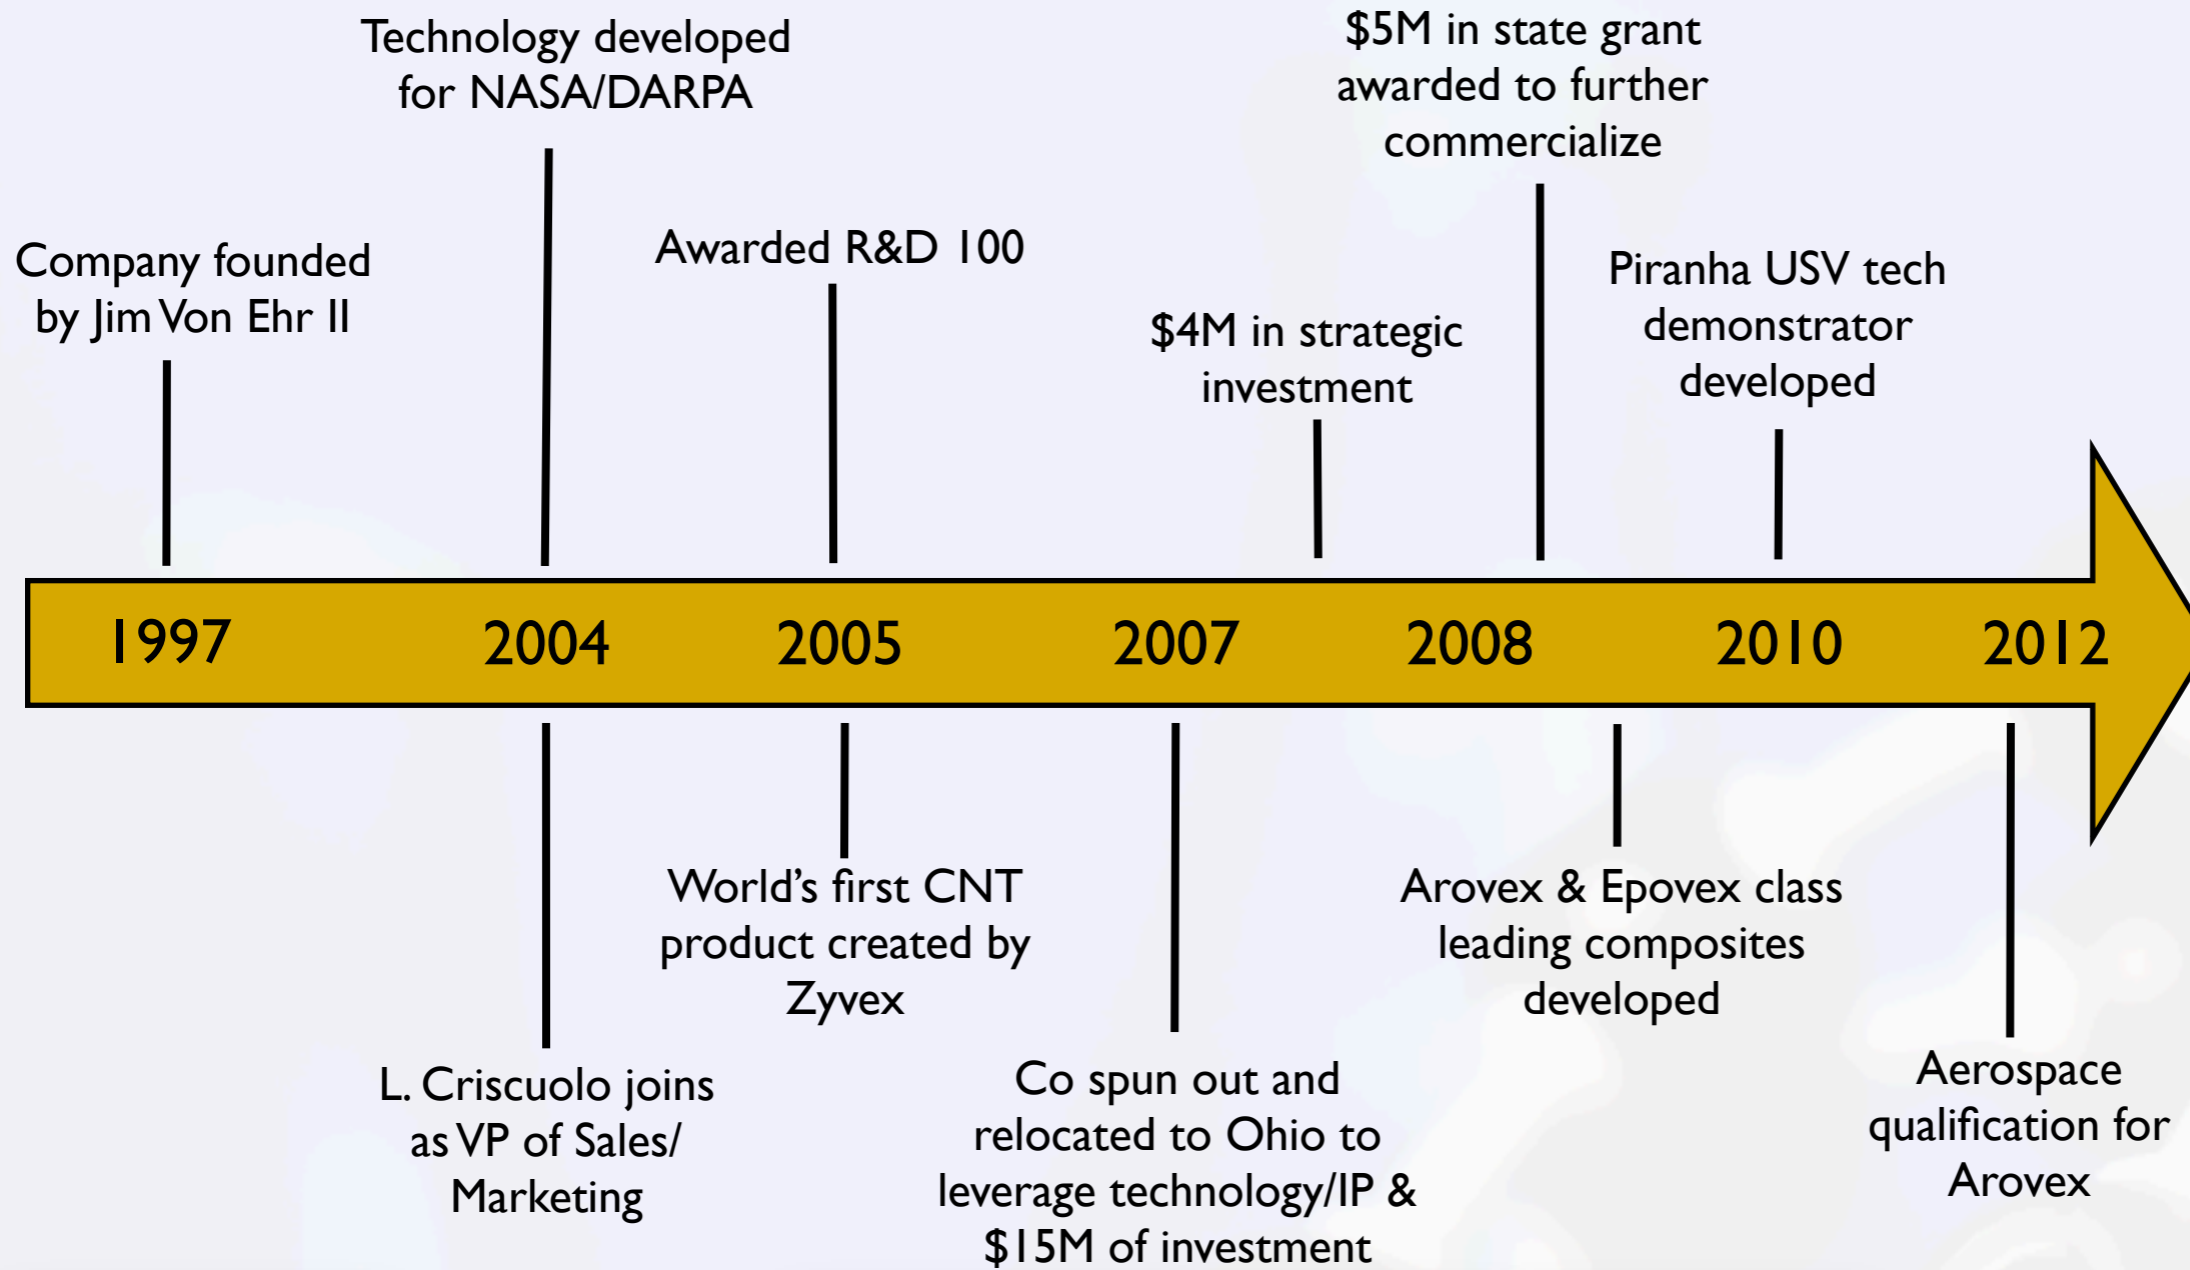 Technology developed
for NASA/DARPA
$5M in state grant
awarded to further
commercialize
Company founded
by Jim Von Ehr II
Awarded R&D 100
$4M in strategic
investment
Piranha USV tech
demonstrator
developed
1997 2004 2005 2007 2008 2010 2012
World’s first CNT
product created by
Zyvex
Arovex & Epovex class
leading composites
developed
L. Criscuolo joins
as VP of Sales/
Marketing
Co spun out and
relocated to Ohio to
leverage technology/IP &
$15M of investment
Aerospace
qualification for
Arovex